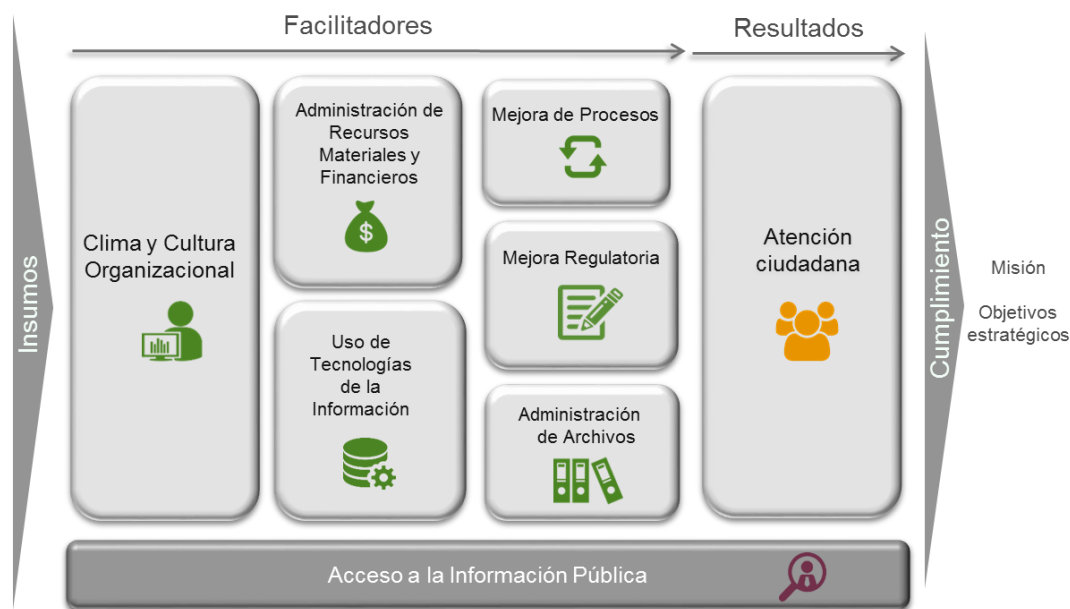 Facilitadores
Resultados
Insumos
Clima y Cultura
Organizacional
Administración de
Recursos
Materiales y
Financieros
$
Uso de
Tecnologías
de la
Información
Mejora de Procesos
Mejora Regulatoria
Administración
de Archivos
Atención
ciudadana
Cumplimiento
Misión
Objetivos
estratégicos
Acceso a la Información Pública